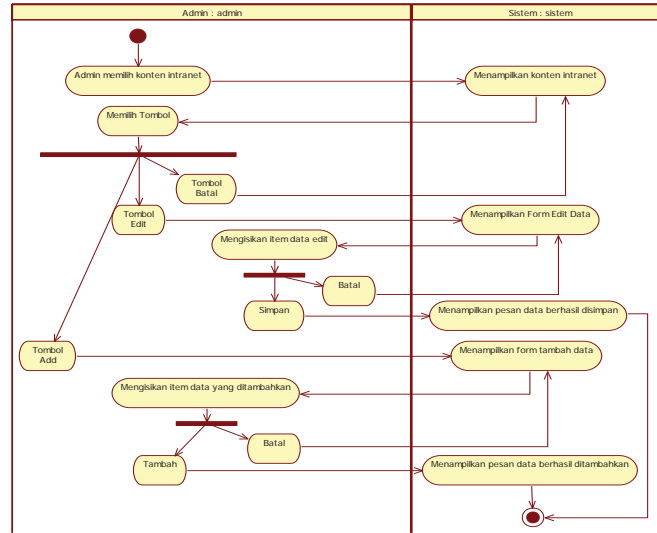 Admin : admin
Sistem : sistem
Admin memilih konten intranet
Menampilkan konten intranet
Memilih Tombol
Tombol
Batal
Tombol
Edit
Menampilkan Form Edit Data
Mengisikan item data edit
Batal
Simpan
Menampilkan pesan data berhasil disimpan
Tombol
Add
Menampilkan form tambah data
Mengisikan item data yang ditambahkan
Batal
Tambah
Menampilkan pesan data berhasil ditambahkan